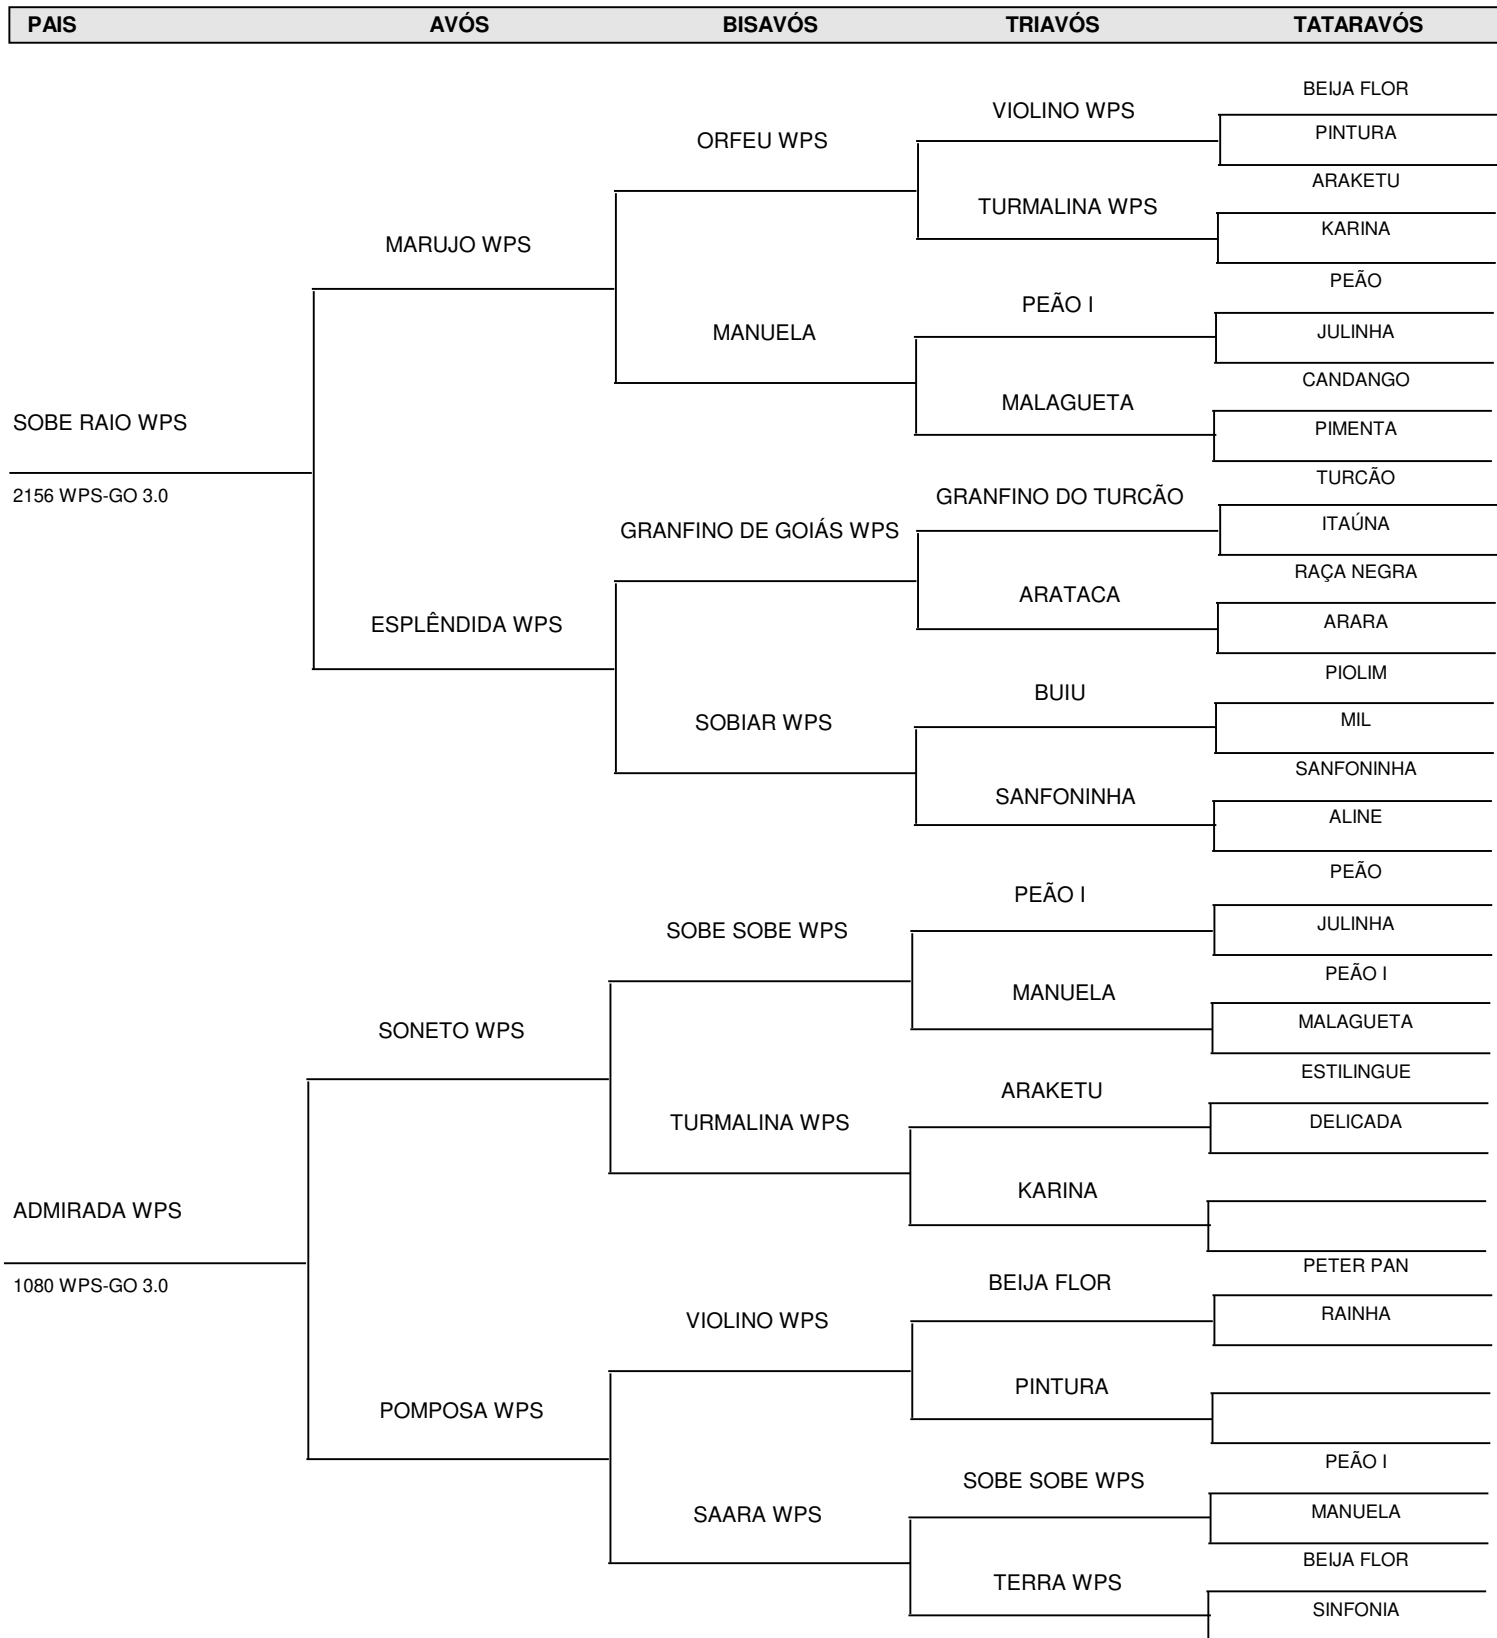 PAIS AVÓS BISAVÓS TRIAVÓS TATARAVÓS
BEIJA FLOR
VIOLINO WPS
PINTURA
ORFEU WPS
ARAKETU
TURMALINA WPS
KARINA
MARUJO WPS
PEÃO
PEÃO I
JULINHA
MANUELA
CANDANGO
MALAGUETA
PIMENTA
SOBE RAIO WPS
2156 WPS-GO 3.0
TURCÃO
GRANFINO DO TURCÃO
ITAÚNA
GRANFINO DE GOIÁS WPS
RAÇA NEGRA
ARATACA
ARARA
ESPLÊNDIDA WPS
PIOLIM
BUIU
MIL
SOBIAR WPS
SANFONINHA
SANFONINHA
ALINE
PEÃO
PEÃO I
JULINHA
SOBE SOBE WPS
PEÃO I
MANUELA
MALAGUETA
SONETO WPS
ESTILINGUE
ARAKETU
DELICADA
TURMALINA WPS
KARINA
ADMIRADA WPS
1080 WPS-GO 3.0
PETER PAN
BEIJA FLOR
RAINHA
VIOLINO WPS
PINTURA
POMPOSA WPS
PEÃO I
SOBE SOBE WPS
MANUELA
SAARA WPS
BEIJA FLOR
TERRA WPS
SINFONIA